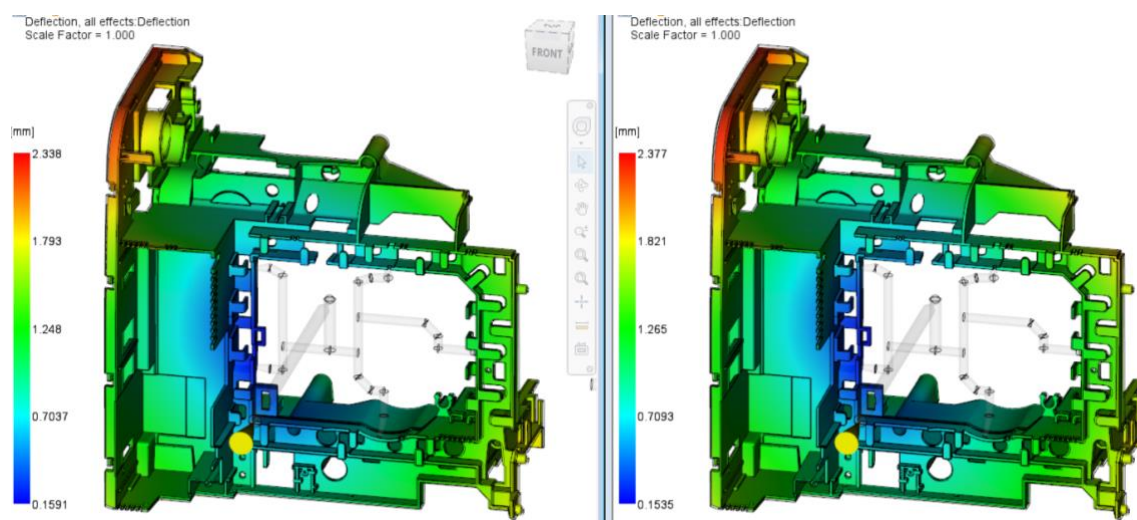 Deflection, all effects:Deflection
Scale Factor = 1.000
FRONT
[mm]
2.338
1.793
1.248
0.7037
0.1591
Deflection, all effects:Deflection
Scale Factor = 1.000
[mm]
2.377
1.821
1.265
0.7093
0.1535